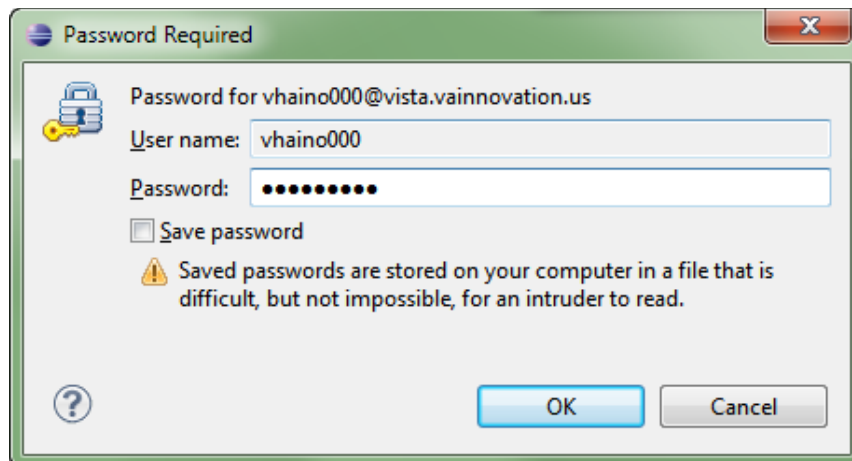 Password Required
Password for vhaino000@vista.vainnovation.us
User name: vhaino000
Password: ●●●●●●●●●
Save password
Saved passwords are stored on your computer in a file that is
difficult, but not impossible, for an intruder to read.
OK Cancel